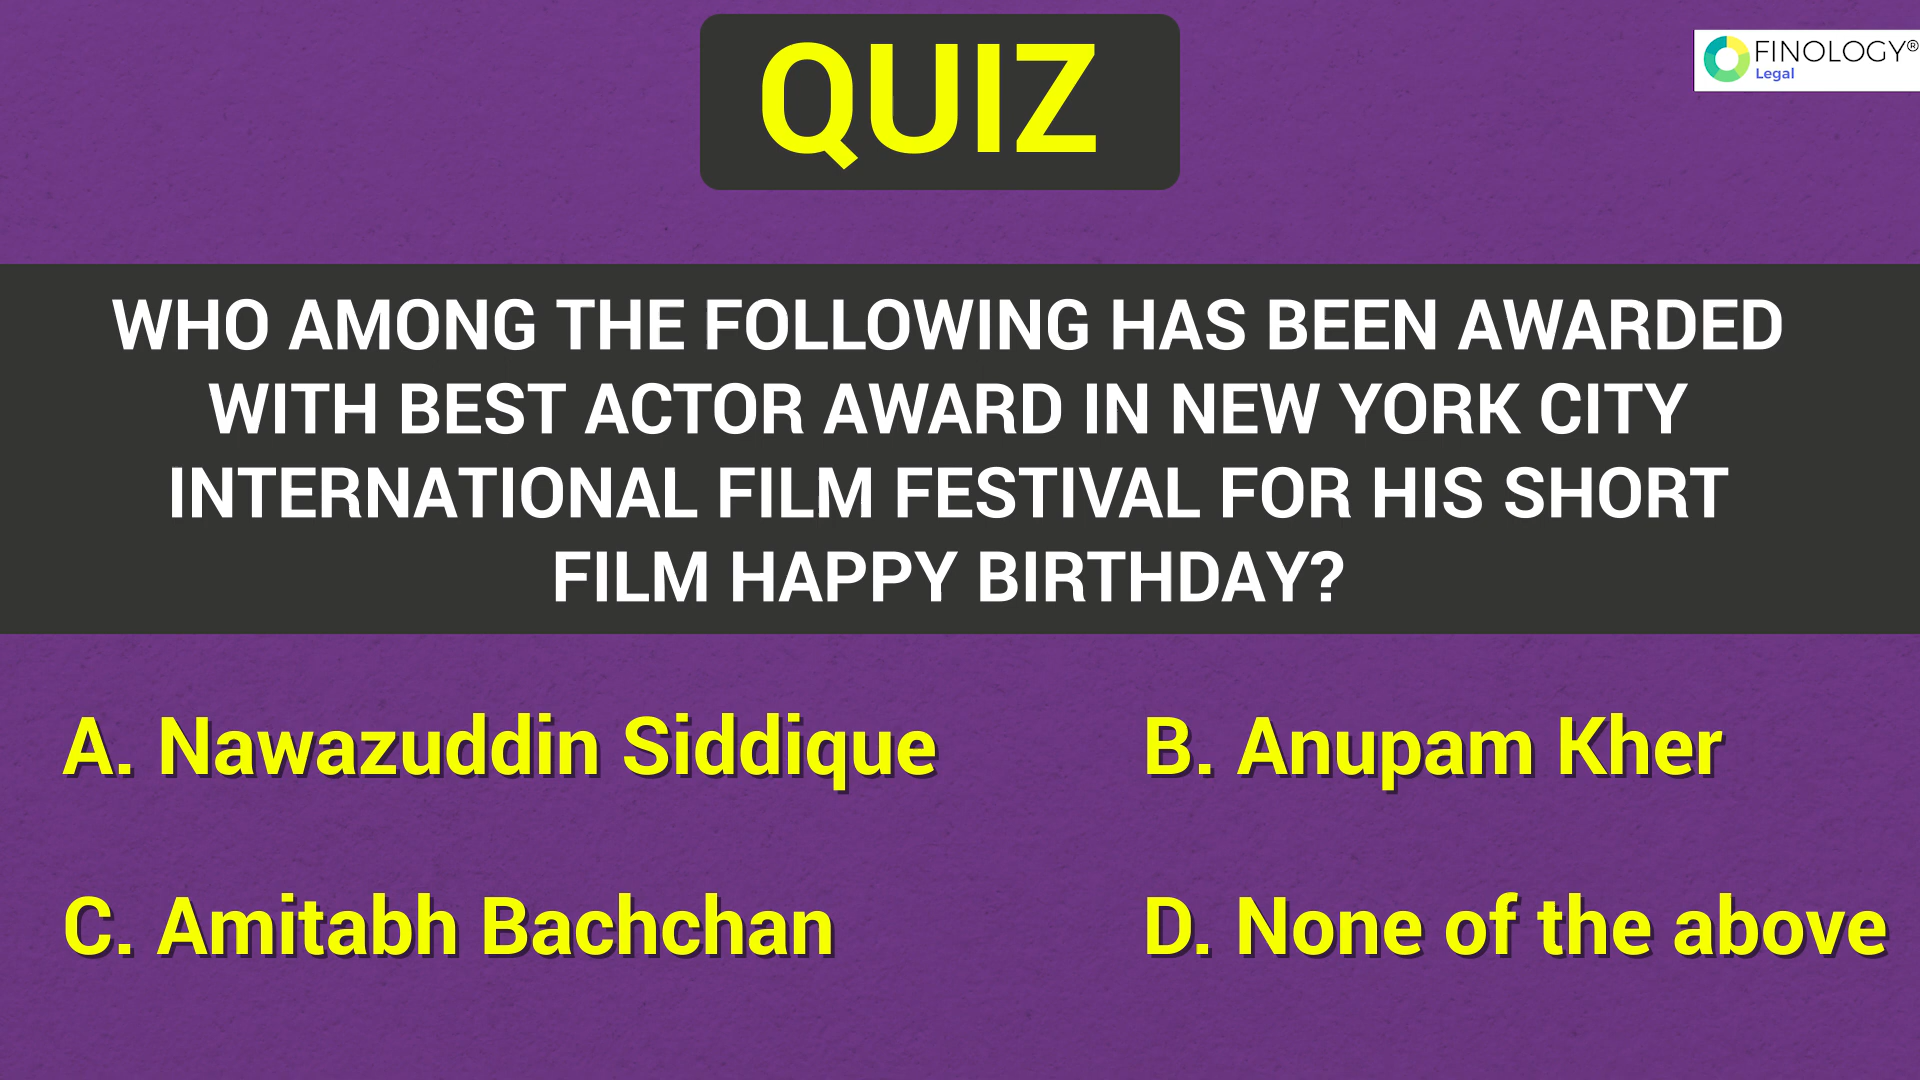 QUIZ
FINOLOGY®
Legal
WHO AMONG THE FOLLOWING HAS BEEN AWARDED
WITH BEST ACTOR AWARD IN NEW YORK CITY
INTERNATIONAL FILM FESTIVAL FOR HIS SHORT
FILM HAPPY BIRTHDAY?
A. Nawazuddin Siddique
B. Anupam Kher
C. Amitabh Bachchan
D. None of the above